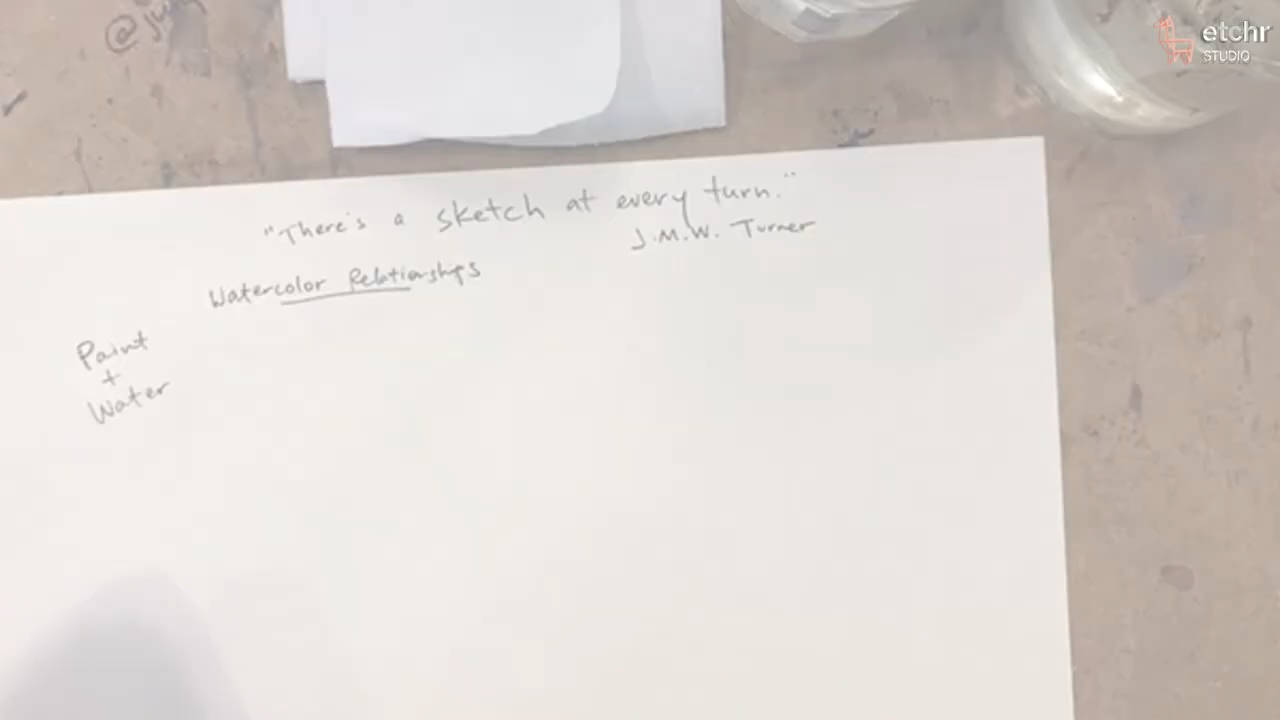 etchr
STUDIO
"There's a sketch at every turn."
J.M.W. Turner
Watercolor Relationships
Paint
+
Water